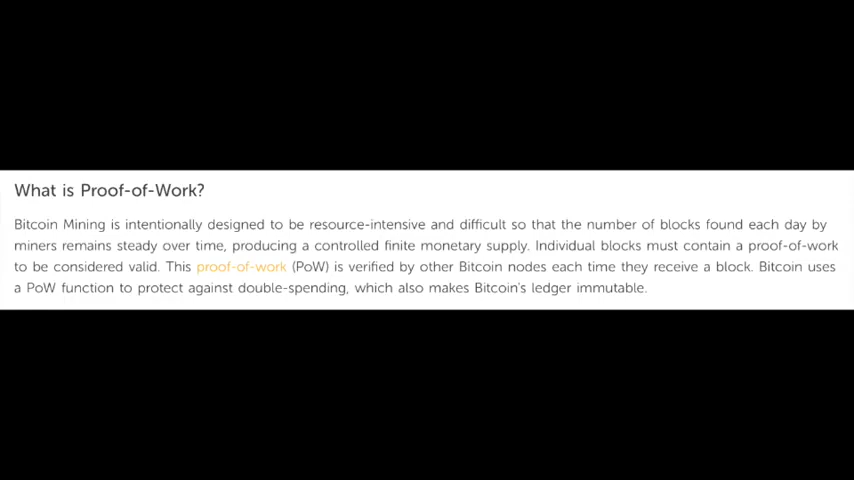 What is Proof-of-Work?
Bitcoin Mining is intentionally designed to be resource-intensive and difficult so that the number of blocks found each day by
miners remains steady over time, producing a controlled finite monetary supply. Individual blocks must contain a proof-of-work
to be considered valid. This proof-of-work (PoW) is verified by other Bitcoin nodes each time they receive a block. Bitcoin uses
a PoW function to protect against double-spending, which also makes Bitcoin's ledger immutable.